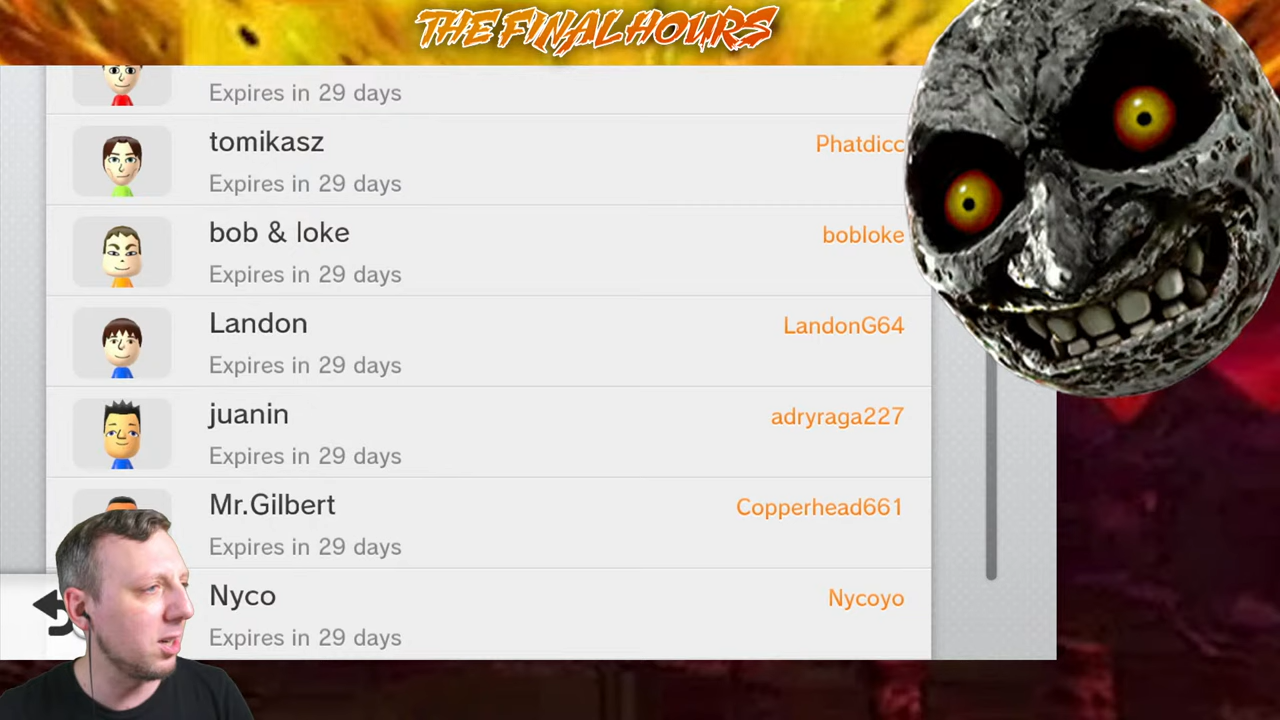 THE FINAL HOURS
Expires in 29 days
tomikasz
Phatdicc
Expires in 29 days
bob & loke
bobloke
Expires in 29 days
Landon
LandonG64
Expires in 29 days
juanin
adryraga227
Expires in 29 days
Mr.Gilbert
Copperhead661
Expires in 29 days
Nyco
Nycoyo
Expires in 29 days